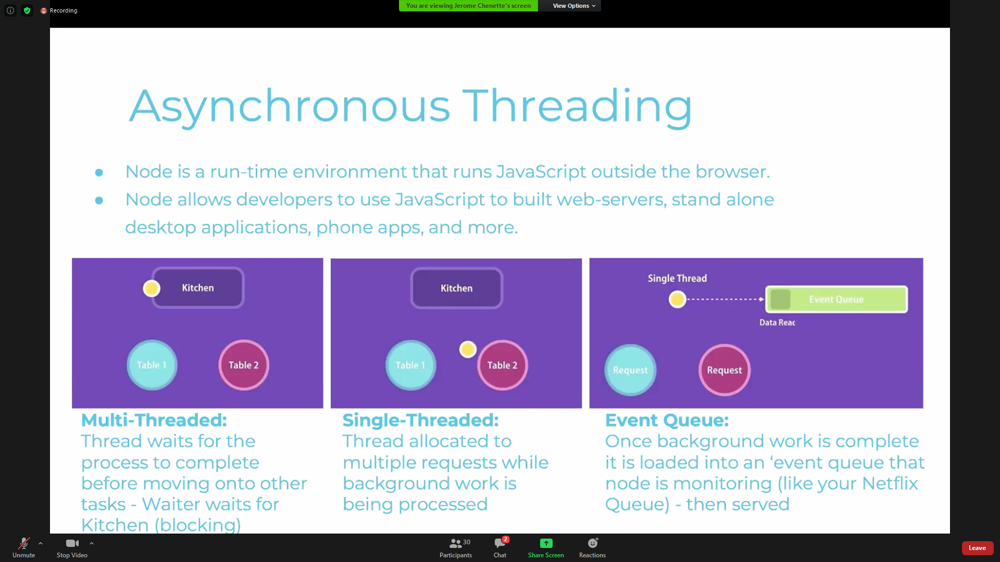 Recording
You are viewing Jerome Chenette's screen
View Options
Asynchronous Threading
● Node is a run-time environment that runs JavaScript outside the browser.
● Node allows developers to use JavaScript to built web-servers, stand alone
desktop applications, phone apps, and more.
Kitchen
Table 1
Table 2
Kitchen
Table 1
Table 2
Single Thread
Event Queue
Data Reac
Request
Request
Multi-Threaded:
Thread waits for the
process to complete
before moving onto other
tasks - Waiter waits for
Kitchen (blocking)
Single-Threaded:
Thread allocated to
multiple requests while
background work is
being processed
Event Queue:
Once background work is complete
it is loaded into an ‘event queue that
node is monitoring (like your Netflix
Queue) - then served
Unmute
Stop Video
30
Participants
2
Chat
Share Screen
Reactions
Leave